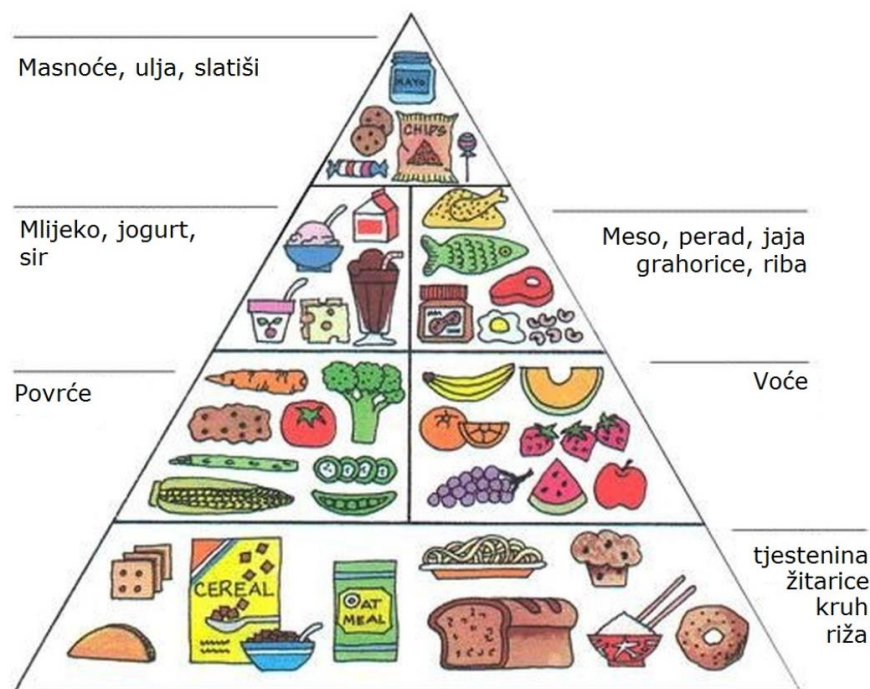 Masnoće, ulja, slatiši
MAYO
CHIPS
Mlijeko, jogurt,
sir
Meso, perad, jaja
grahorice, riba
Povrće
Voće
tjestenina
žitarice
kruh
riža
CEREAL
OAT
MEAL